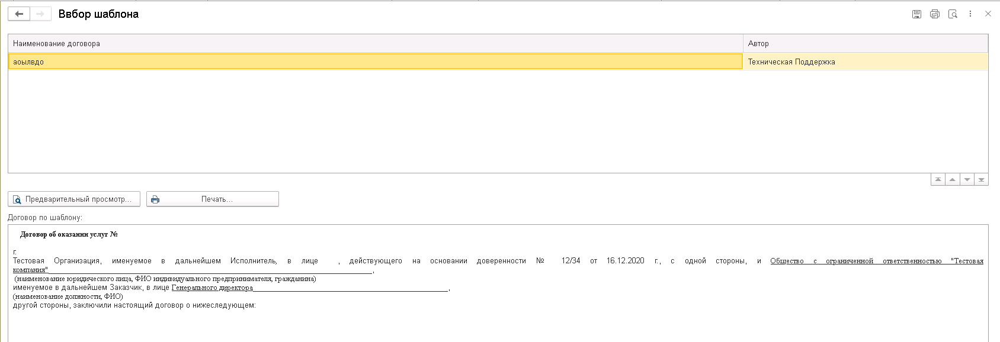 Ввбор шаблона
Наименование договора Автор
аоылвдо Техническая Поддержка
Предварительный просмотр... Печать...
Договор по шаблону:
Договор об оказании услуг №
г.
Тестовая Организация, именуемое в дальнейшем Исполнитель, в лице , действующего на основании доверенности № 12/34 от 16.12.2020 г., с одной стороны, и Общество с ограниченной ответственностью "Тестовая
компания"______________________________,
(наименование юридического лица, ФИО индивидуального предпринимателя, гражданина)
именуемое в дальнейшем Заказчик, в лице Генерального директора______________________________,
(наименование должности, ФИО)
другой стороны, заключили настоящий договор о нижеследующем: